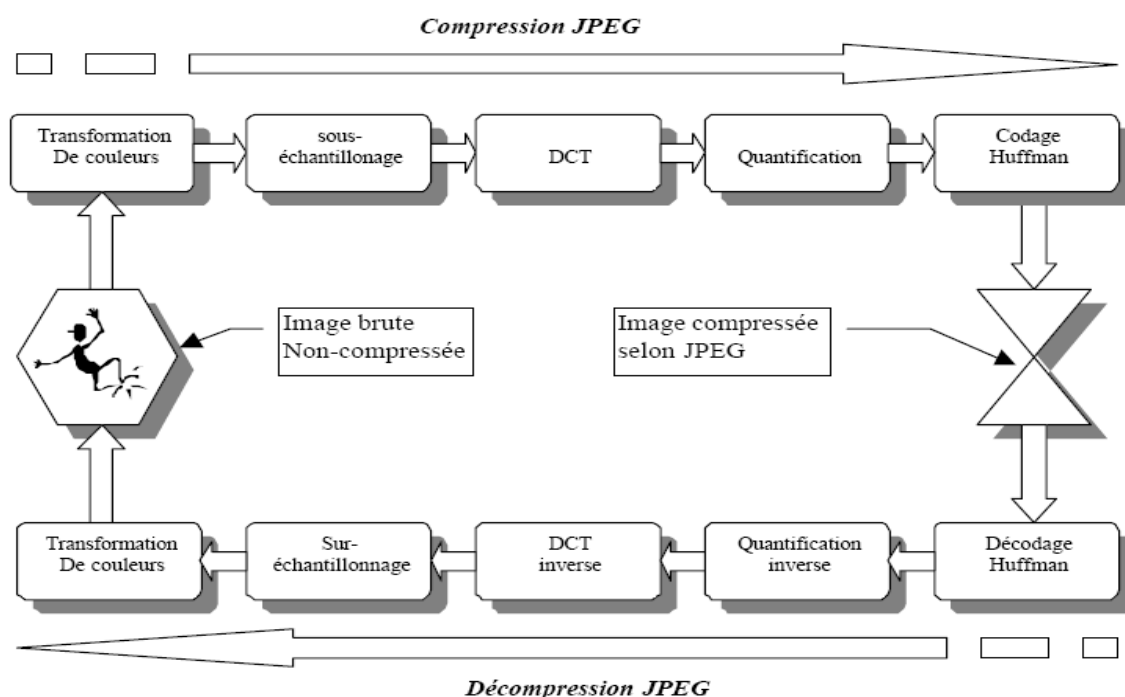 Compression JPEG
Transformation
De couleurs
sous-
échantillonage
DCT
Quantification
Codage
Huffman
Image brute
Non-compressée
Image compressée
selon JPEG
Transformation
De couleurs
Sur-
échantillonnage
DCT
inverse
Quantification
inverse
Décodage
Huffman
Décompression JPEG